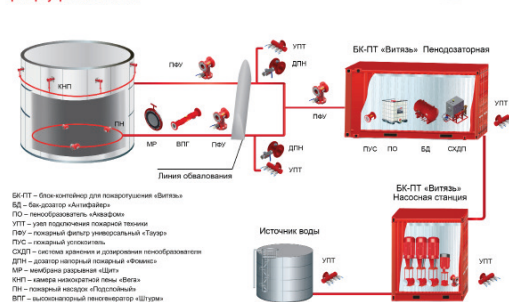 КНП
ПФУ
УПТ
ДПН
БК-ПТ «Витязь» Пенодозаторная
ПН
МР
ВПГ
ПФУ
ПФУ
ПУС
ПО
БД
СХДП
УПТ
ДПН
УПТ
Линия обвалования
БК-ПТ – блок-контейнер для пожаротушения «Витязь»
БД – бак-дозатор «Антифайер»
ПО – пенообразователь «Аквафом»
УПТ – узел подключения пожарной техники
ПФУ – пожарный фильтр универсальный «Тауэр»
ПУС – пожарный успокоитель
СХДП – система хранения и дозирования пенообразователя
ДПН – дозатор напорный пожарный «Фомикс»
МР – мембрана разрывная «Щит»
КНП – камера низкократной пены «Вега»
ПН – пожарный насадок «Подслойный»
ВПГ – высоконапорный пеногенератор «Штурм»
БК-ПТ «Витязь»
Насосная станция
Источник воды
УПТ
УПТ